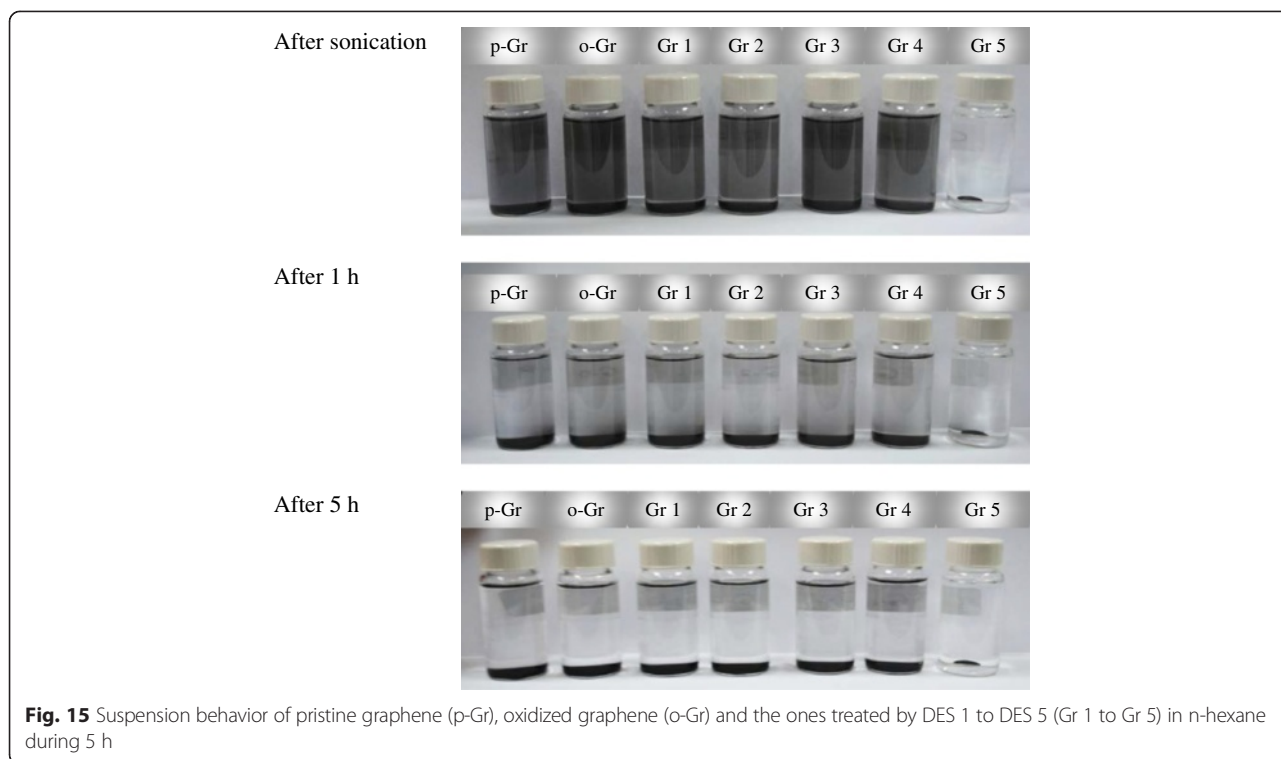 After sonication
p-Gr o-Gr Gr 1 Gr 2 Gr 3 Gr 4 Gr 5
After 1 h
p-Gr o-Gr Gr 1 Gr 2 Gr 3 Gr 4 Gr 5
After 5 h
p-Gr o-Gr Gr 1 Gr 2 Gr 3 Gr 4 Gr 5
Fig. 15 Suspension behavior of pristine graphene (p-Gr), oxidized graphene (o-Gr) and the ones treated by DES 1 to DES 5 (Gr 1 to Gr 5) in n-hexane
during 5 h